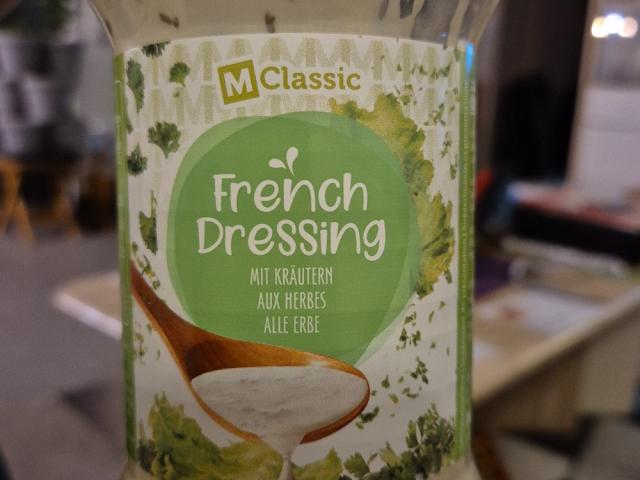 M Classic
French
Dressing
MIT KRÄUTERN
AUX HERBES
ALLE ERBE